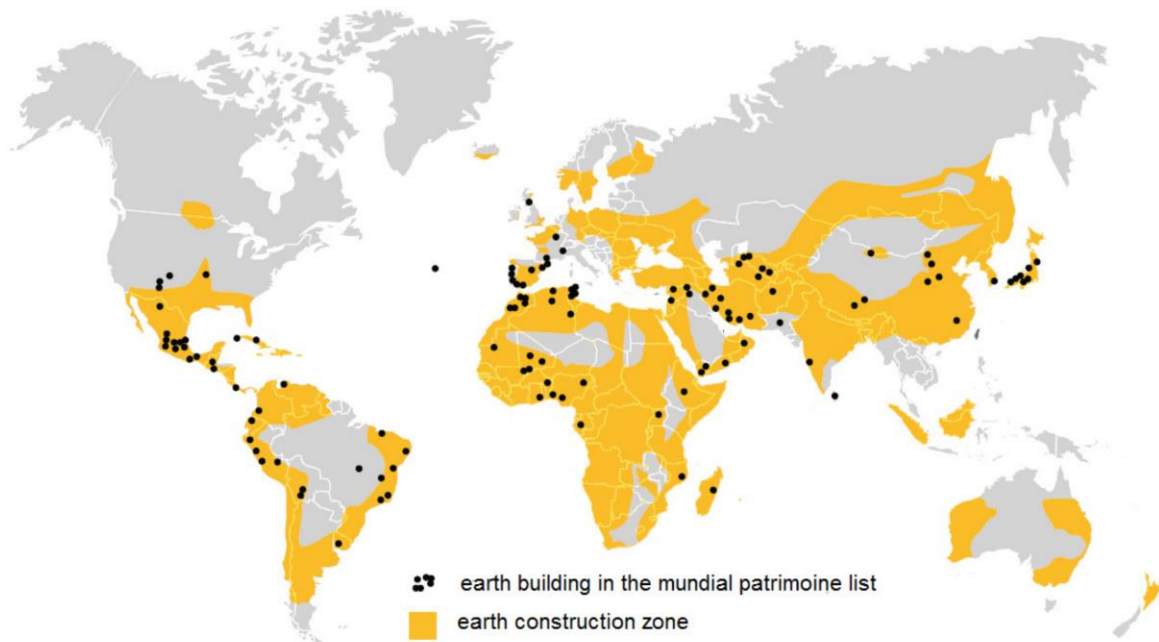 earth building in the mundial patrimoine list
earth construction zone